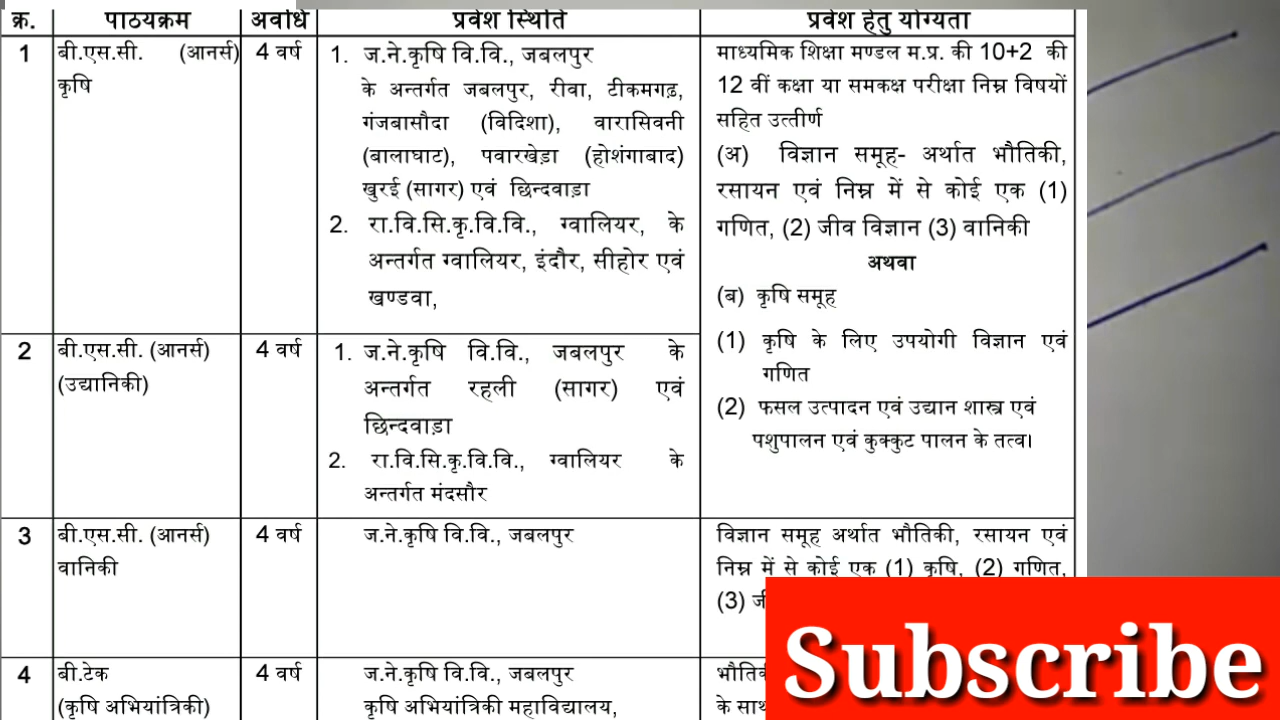 क्र. पाठयक्रम अवधि प्रवेश स्थिति प्रवेश हेतु योग्यता
1 बी.एस.सी. (आनर्स) कृषि 4 वर्ष
1. ज.ने.कृषि वि.वि., जबलपुर
के अन्तर्गत जबलपुर, रीवा, टीकमगढ़,
गंजबासौदा (विदिशा), वारासिवनी
(बालाघाट), पवारखेड़ा (होशंगाबाद)
खुरई (सागर) एवं छिन्दवाड़ा
2. रा.वि.सि.कृ.वि.वि., ग्वालियर, के
अन्तर्गत ग्वालियर, इंदौर, सीहोर एवं
खण्डवा,
माध्यमिक शिक्षा मण्डल म.प्र. की 10+2 की
12 वीं कक्षा या समकक्ष परीक्षा निम्न विषयों
सहित उत्तीर्ण
(अ) विज्ञान समूह- अर्थात भौतिकी,
रसायन एवं निम्न में से कोई एक (1)
गणित, (2) जीव विज्ञान (3) वानिकी
अथवा
(ब) कृषि समूह
(1) कृषि के लिए उपयोगी विज्ञान एवं
गणित
(2) फसल उत्पादन एवं उद्यान शास्त्र एवं
पशुपालन एवं कुक्कुट पालन के तत्व।
2 बी.एस.सी. (आनर्स) 4 वर्ष
(उद्यानिकी)
1. ज.ने.कृषि वि.वि., जबलपुर के
अन्तर्गत रहली (सागर) एवं
छिन्दवाड़ा
2. रा.वि.सि.कृ.वि.वि., ग्वालियर के
अन्तर्गत मंदसौर
3 बी.एस.सी. (आनर्स) 4 वर्ष
वानिकी
ज.ने.कृषि वि.वि., जबलपुर
विज्ञान समूह अर्थात भौतिकी, रसायन एवं
निम्न में से कोई एक (1) कृषि, (2) गणित,
(3)
4 बी.टेक 4 वर्ष
(कृषि अभियांत्रिकी)
ज.ने.कृषि वि.वि., जबलपुर
कृषि अभियांत्रिकी महाविद्यालय,
के
Subscribe